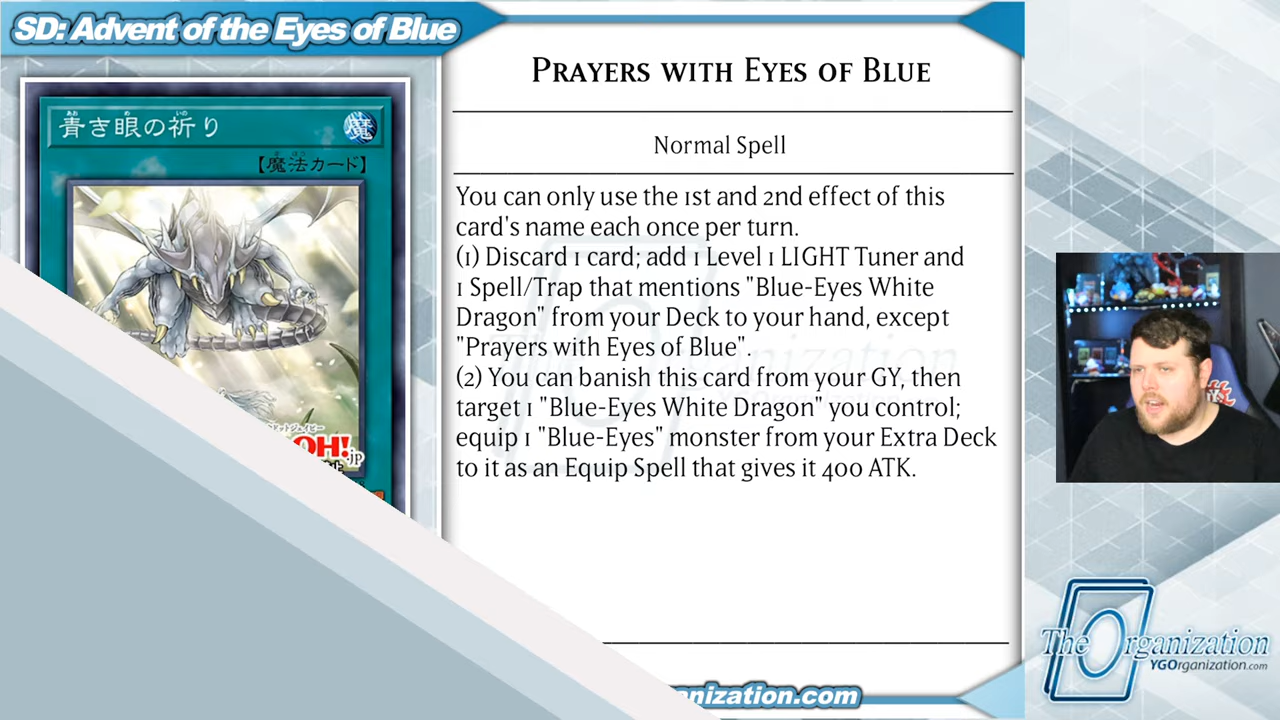 SD: Advent of the Eyes of Blue
青き眼の祈り
魔
【魔法カード】
OH!
.jp
PRAYERS WITH EYES OF BLUE
Normal Spell
You can only use the 1st and 2nd effect of this
card's name each once per turn.
(1) Discard 1 card; add 1 Level 1 LIGHT Tuner and
1 Spell/Trap that mentions "Blue-Eyes White
Dragon" from your Deck to your hand, except
"Prayers with Eyes of Blue".
(2) You can banish this card from your GY, then
target 1 "Blue-Eyes White Dragon" you control;
equip 1 "Blue-Eyes" monster from your Extra Deck
to it as an Equip Spell that gives it 400 ATK.
nization.com
The Organization
YGOrganization.com